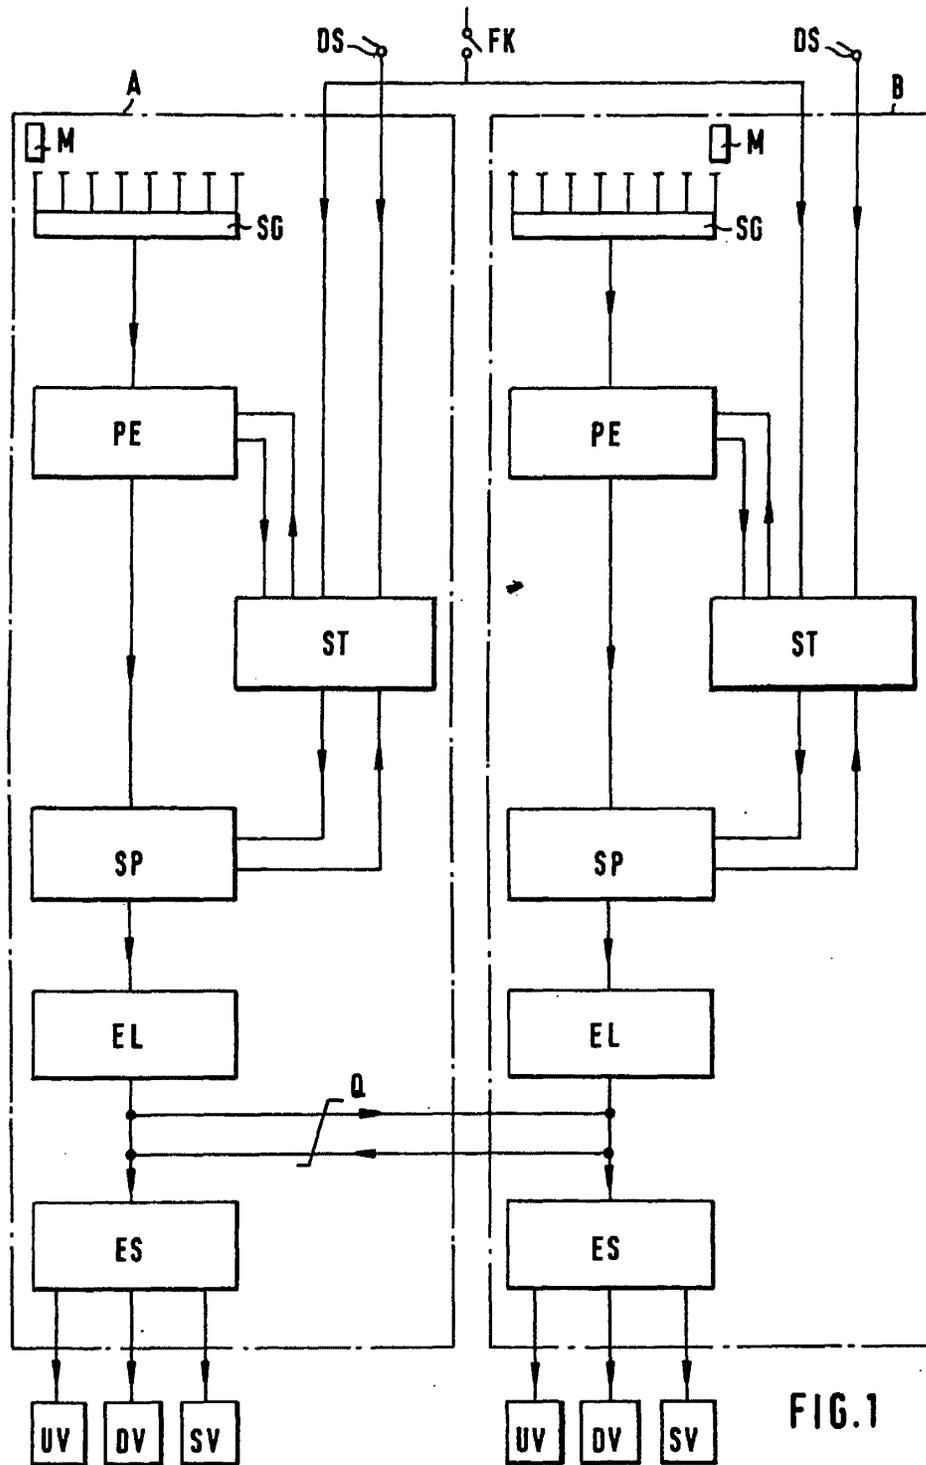 DS FK DS
A B
M M
SG SG
PE PE
ST ST
SP SP
EL EL
Q
ES ES
UV DV SV UV DV SV
FIG.1